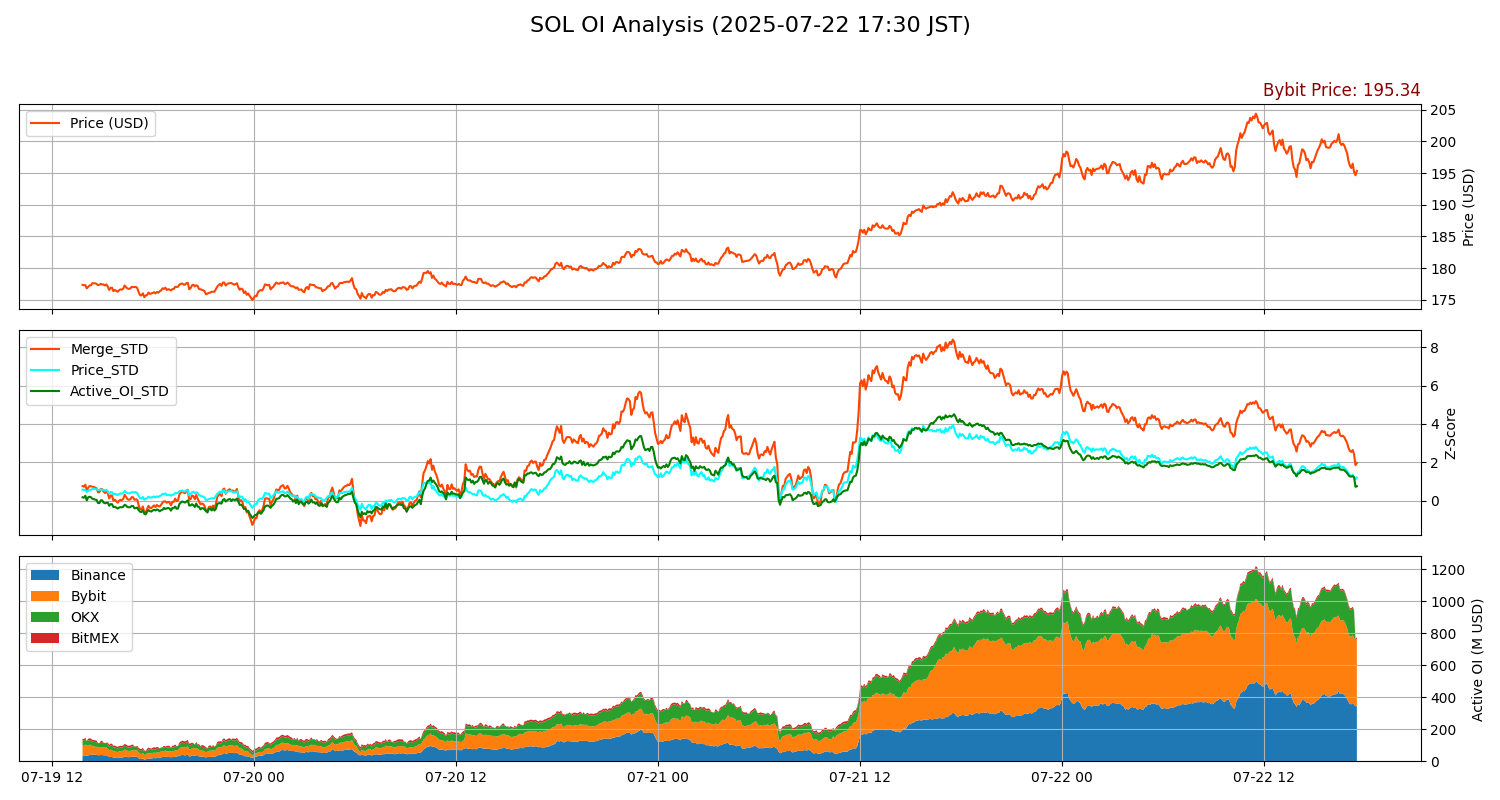 SOL OI Analysis (2025-07-22 17:30 JST)
Bybit Price: 195.34
Price (USD)
205
200
195
190
185
180
175
Price (USD)
Merge_STD
Price_STD
Active_OI_STD
8
6
4
2
0
Z-Score
Binance
Bybit
OKX
BitMEX
1200
1000
800
600
400
200
0
Active OI (M USD)
07-19 12
07-20 00
07-20 12
07-21 00
07-21 12
07-22 00
07-22 12